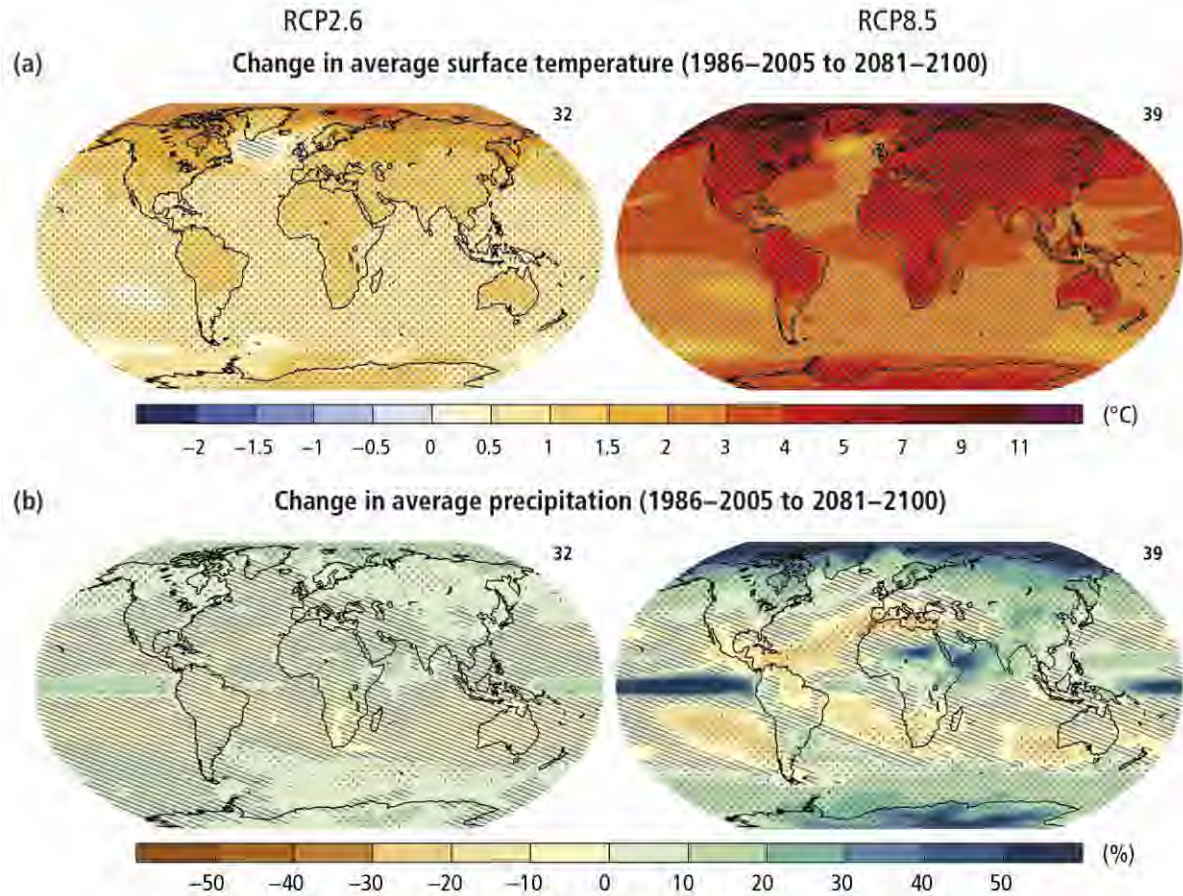 RCP2.6 RCP8.5
(a) Change in average surface temperature (1986–2005 to 2081–2100)
32 39
(°C)
−2 −1.5 −1 −0.5 0 0.5 1 1.5 2 3 4 5 7 9 11
(b) Change in average precipitation (1986–2005 to 2081–2100)
32 39
(%)
−50 −40 −30 −20 −10 0 10 20 30 40 50